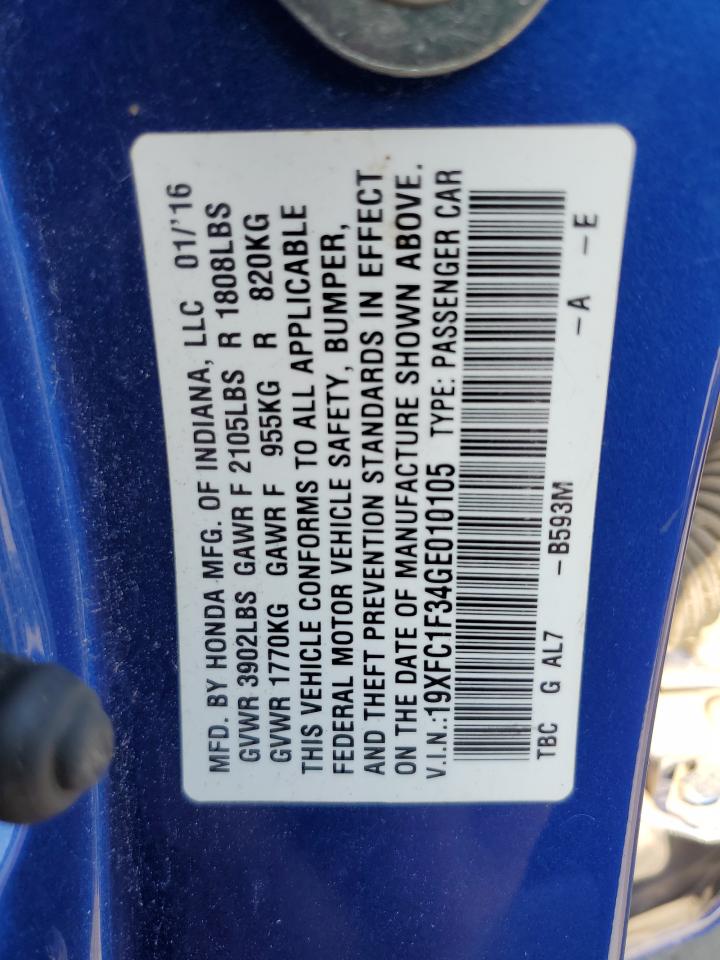 MFD. BY HONDA MFG. OF INDIANA, LLC 01/'16
GVWR 3902LBS GAWR F 2105LBS R 1808LBS
GVWR 1770KG GAWR F 955KG R 820KG
THIS VEHICLE CONFORMS TO ALL APPLICABLE
FEDERAL MOTOR VEHICLE SAFETY, BUMPER,
AND THEFT PREVENTION STANDARDS IN EFFECT
ON THE DATE OF MANUFACTURE SHOWN ABOVE.
V.I.N.:19XFC1F34GE010105 TYPE: PASSENGER CAR
TBC G AL7 -B593M -A -E